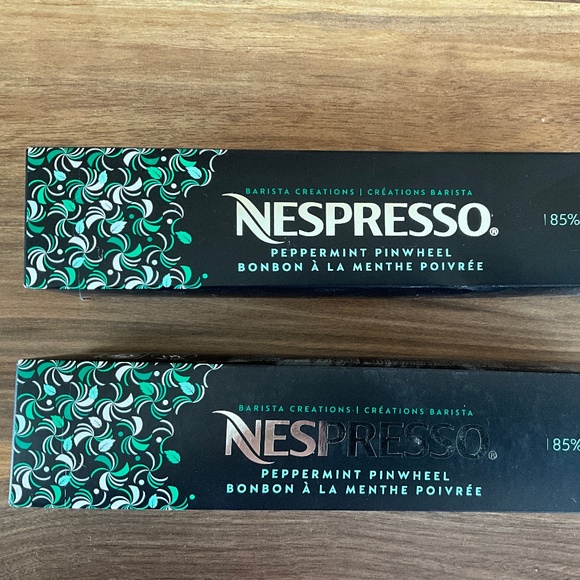 BARISTA CREATIONS | CRÉATIONS BARISTA
NESPRESSO®
PEPPERMINT PINWHEEL
BONBON À LA MENTHE POIVRÉE
85%
BARISTA CREATIONS | CRÉATIONS BARISTA
NESPRESSO®
PEPPERMINT PINWHEEL
BONBON À LA MENTHE POIVRÉE
85%